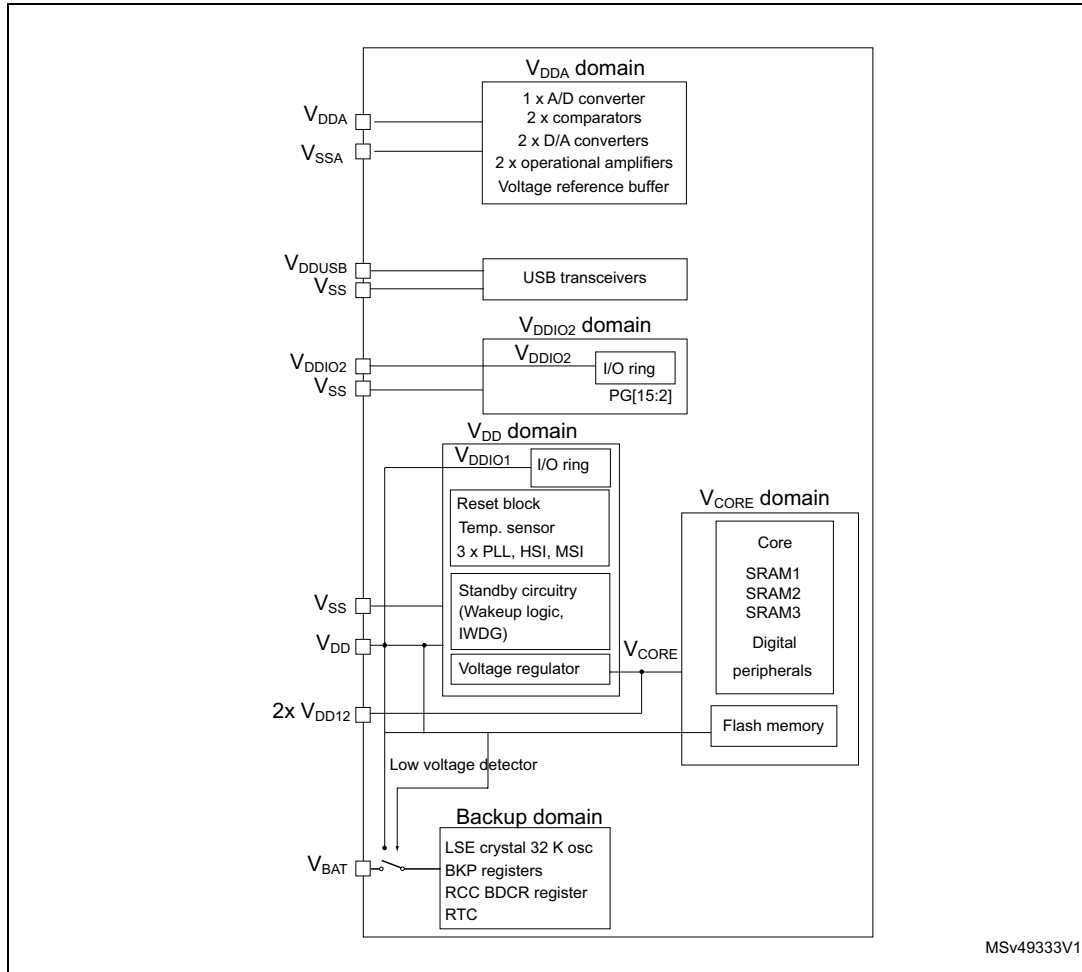 VDDA domain
VDDA
VSSA
1 x A/D converter
2 x comparators
2 x D/A converters
2 x operational amplifiers
Voltage reference buffer
VDDUSB
VSS
USB transceivers
VDDIO2 domain
VDDIO2
VSS
VDDIO2
I/O ring
PG[15:2]
VDD domain
VDDIO1
I/O ring
Reset block
Temp. sensor
3 x PLL, HSI, MSI
VSS
VDD
Standby circuitry
(Wakeup logic,
IWDG)
Voltage regulator
VCORE
VCORE domain
Core
SRAM1
SRAM2
SRAM3
Digital
peripherals
Flash memory
2x VDD12
Low voltage detector
Backup domain
VBAT
LSE crystal 32 K osc
BKP registers
RCC BDCR register
RTC
MSv49333V1